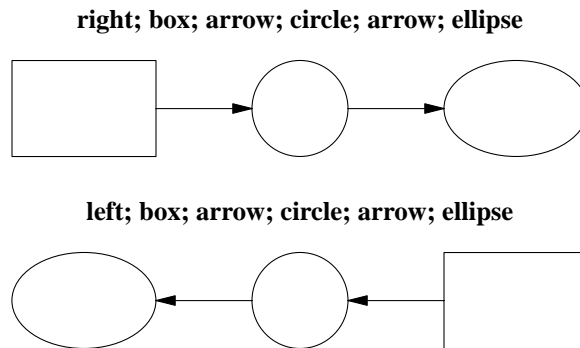 right; box; arrow; circle; arrow; ellipse
left; box; arrow; circle; arrow; ellipse